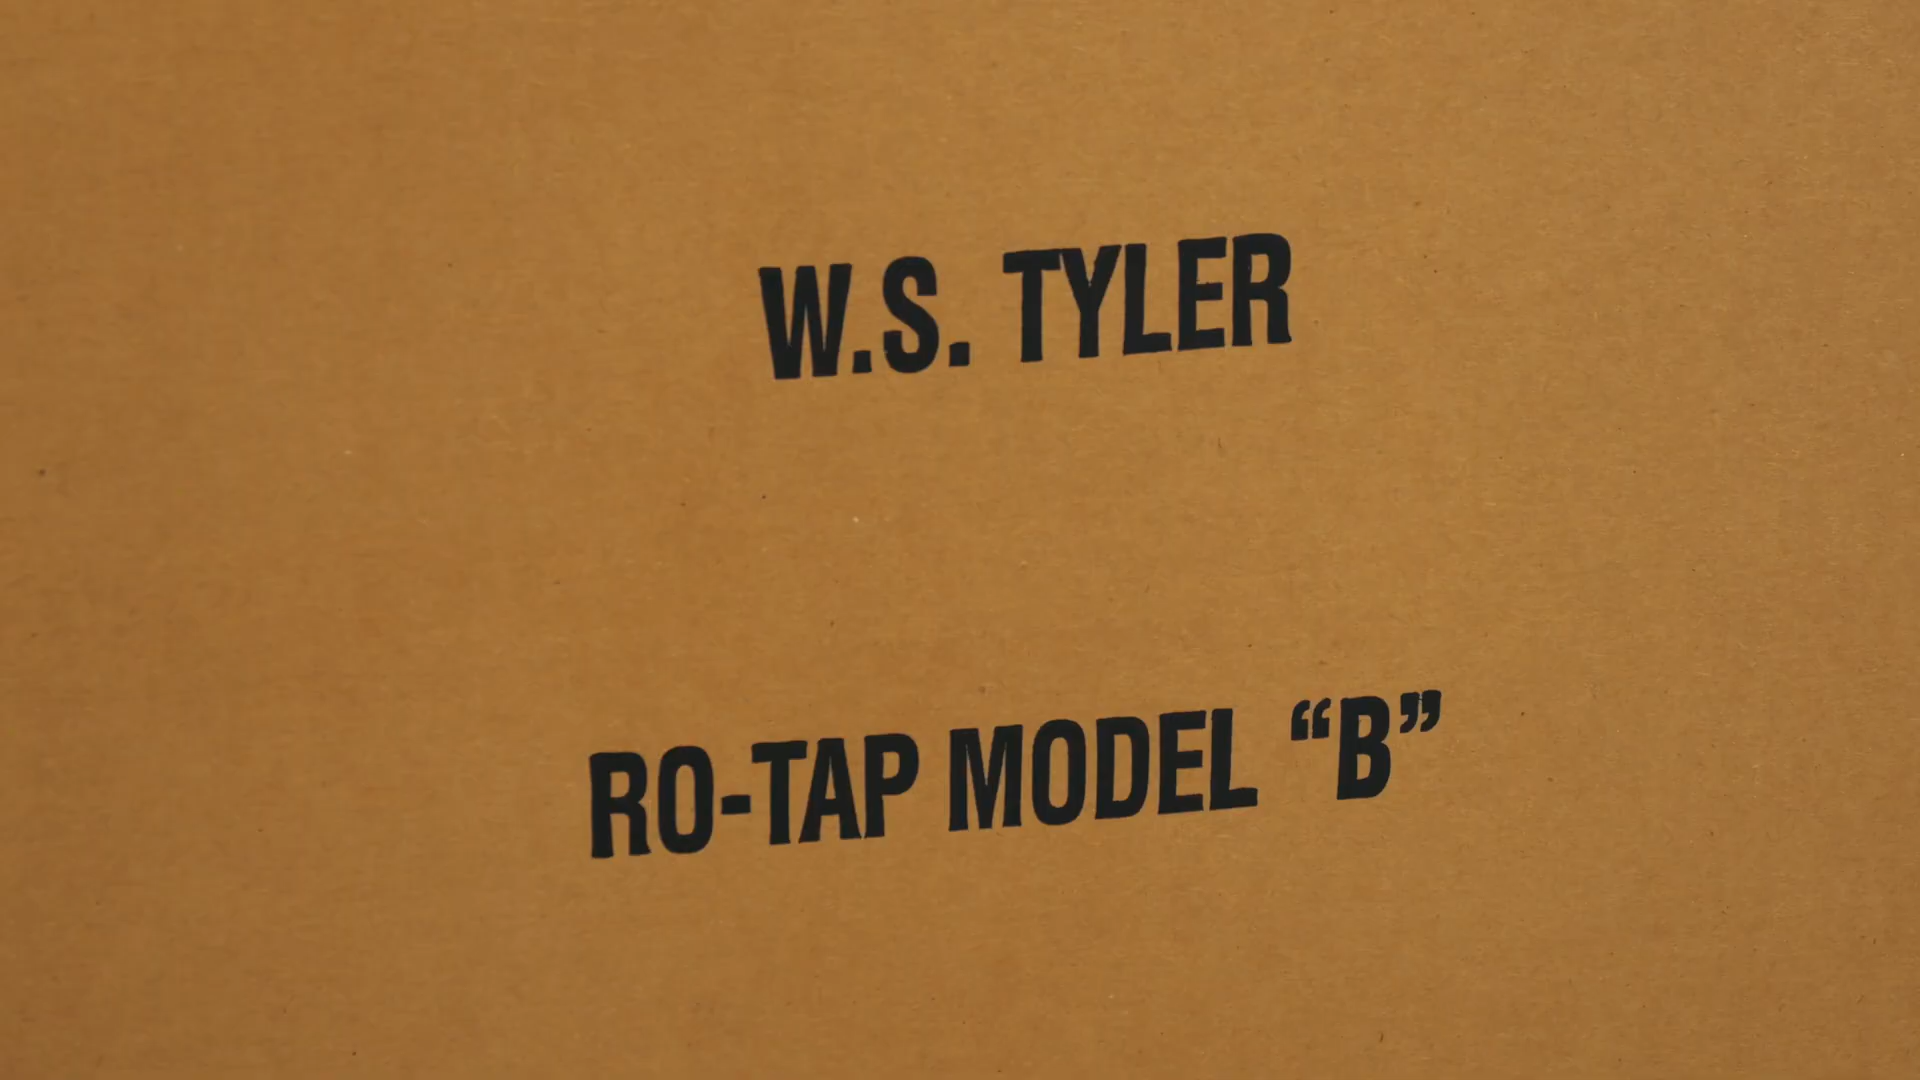 W.S. TYLER
RO-TAP MODEL “B”